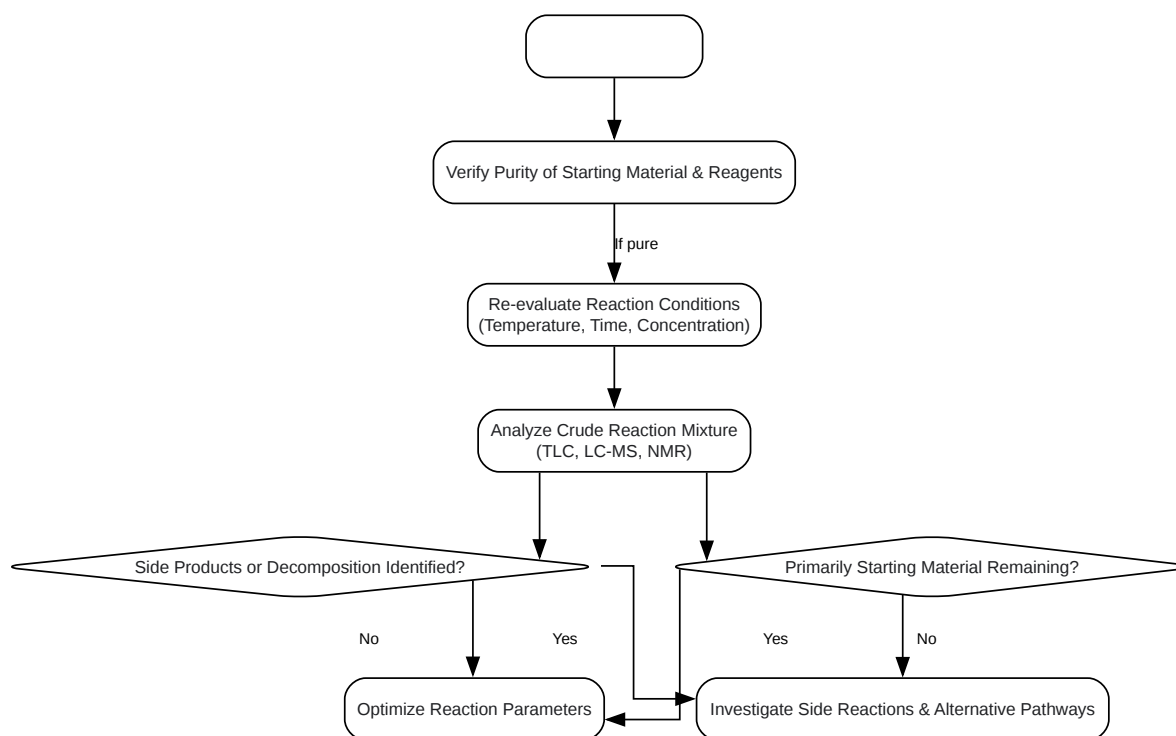 Verify Purity of Starting Material & Reagents
If pure
Re-evaluate Reaction Conditions
(Temperature, Time, Concentration)
Analyze Crude Reaction Mixture
(TLC, LC-MS, NMR)
Side Products or Decomposition Identified?
Primarily Starting Material Remaining?
No
Yes
Yes
No
Optimize Reaction Parameters
Investigate Side Reactions & Alternative Pathways